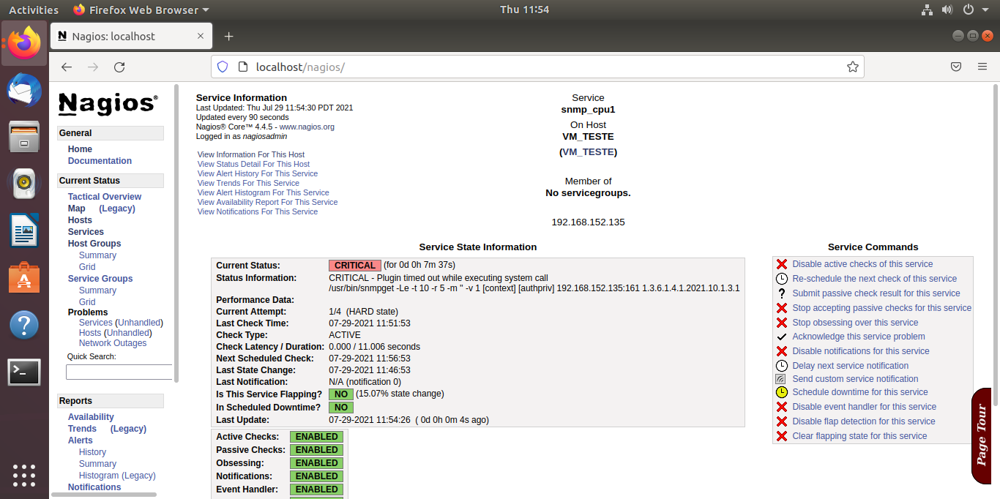 Activities Firefox Web Browser Thu 11:54
Nagios: localhost
localhost/nagios/
Nagios®
General
Home
Documentation
Current Status
Tactical Overview
Map (Legacy)
Hosts
Services
Host Groups
Summary
Grid
Service Groups
Summary
Grid
Problems
Services (Unhandled)
Hosts (Unhandled)
Network Outages
Quick Search:
Reports
Availability
Trends (Legacy)
Alerts
History
Summary
Histogram (Legacy)
Notifications
Service Information
Last Updated: Thu Jul 29 11:54:30 PDT 2021
Updated every 90 seconds
Nagios® Core™ 4.4.5 - www.nagios.org
Logged in as nagiosadmin
View Information For This Host
View Status Detail For This Host
View Alert History For This Service
View Trends For This Service
View Alert Histogram For This Service
View Availability Report For This Service
View Notifications For This Service
Service
snmp_cpu1
On Host
VM_TESTE
(VM_TESTE)
Member of
No servicegroups.
192.168.152.135
Service State Information
Current Status: CRITICAL (for 0d 0h 7m 37s)
Status Information: CRITICAL - Plugin timed out while executing system call
/usr/bin/snmpget -Le -t 10 -r 5 -m '' -v 1 [context] [authpriv] 192.168.152.135:161 1.3.6.1.4.1.2021.10.1.3.1
Performance Data:
Current Attempt: 1/4 (HARD state)
Last Check Time: 07-29-2021 11:51:53
Check Type: ACTIVE
Check Latency / Duration: 0.000 / 11.006 seconds
Next Scheduled Check: 07-29-2021 11:56:53
Last State Change: 07-29-2021 11:46:53
Last Notification: N/A (notification 0)
Is This Service Flapping? NO (15.07% state change)
In Scheduled Downtime? NO
Last Update: 07-29-2021 11:54:26 ( 0d 0h 0m 4s ago)
Active Checks: ENABLED
Passive Checks: ENABLED
Obsessing: ENABLED
Notifications: ENABLED
Event Handler: ENABLED
Service Commands
Disable active checks of this service
Re-schedule the next check of this service
Submit passive check result for this service
Stop accepting passive checks for this service
Stop obsessing over this service
Acknowledge this service problem
Disable notifications for this service
Delay next service notification
Send custom service notification
Schedule downtime for this service
Disable event handler for this service
Disable flap detection for this service
Clear flapping state for this service
Page Tour